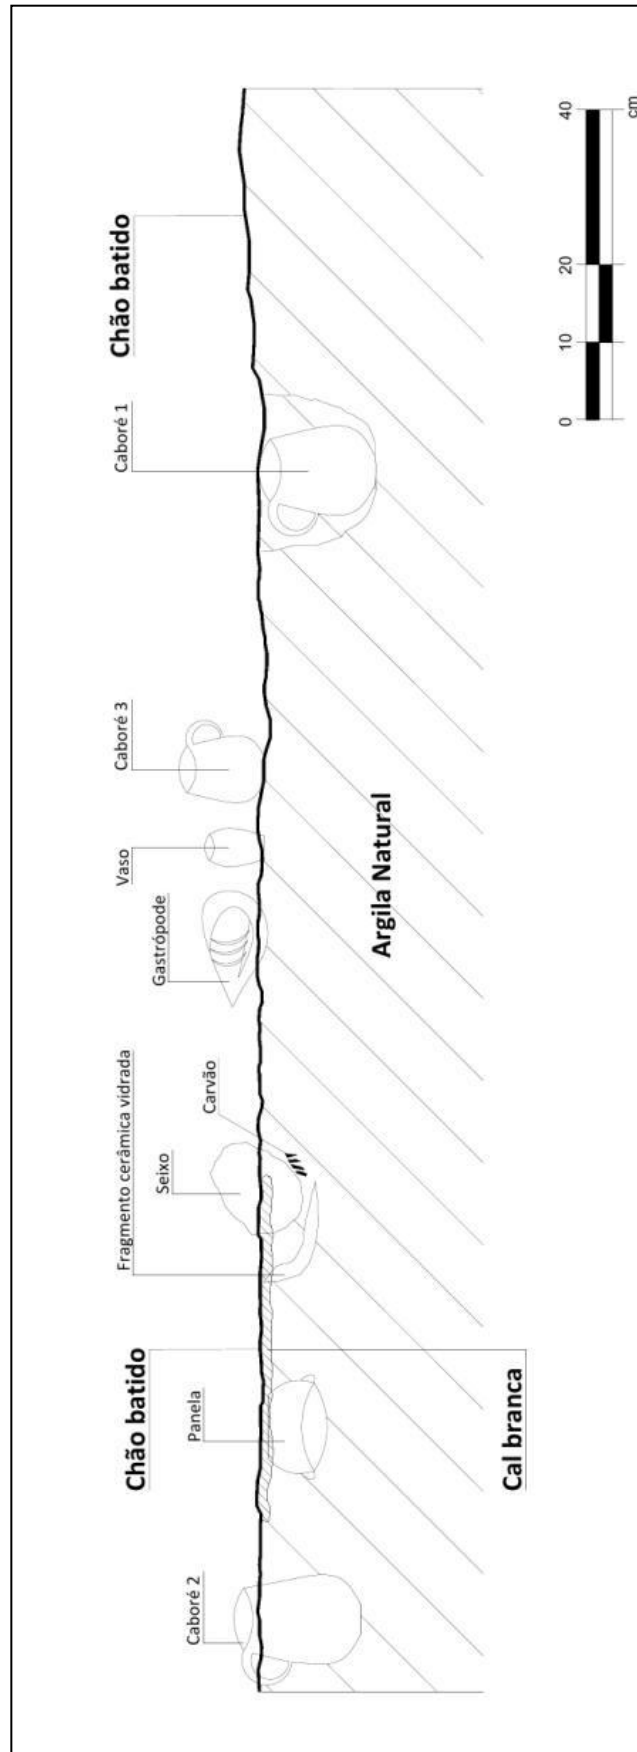 Caboré 2
Chão batido
Panela
Cal branca
Fragmento cerâmica vidrada
Seixo
Carvão
Gastrópode
Vaso
Caboré 3
Argila Natural
Caboré 1
Chão batido
0
10
20
40
cm